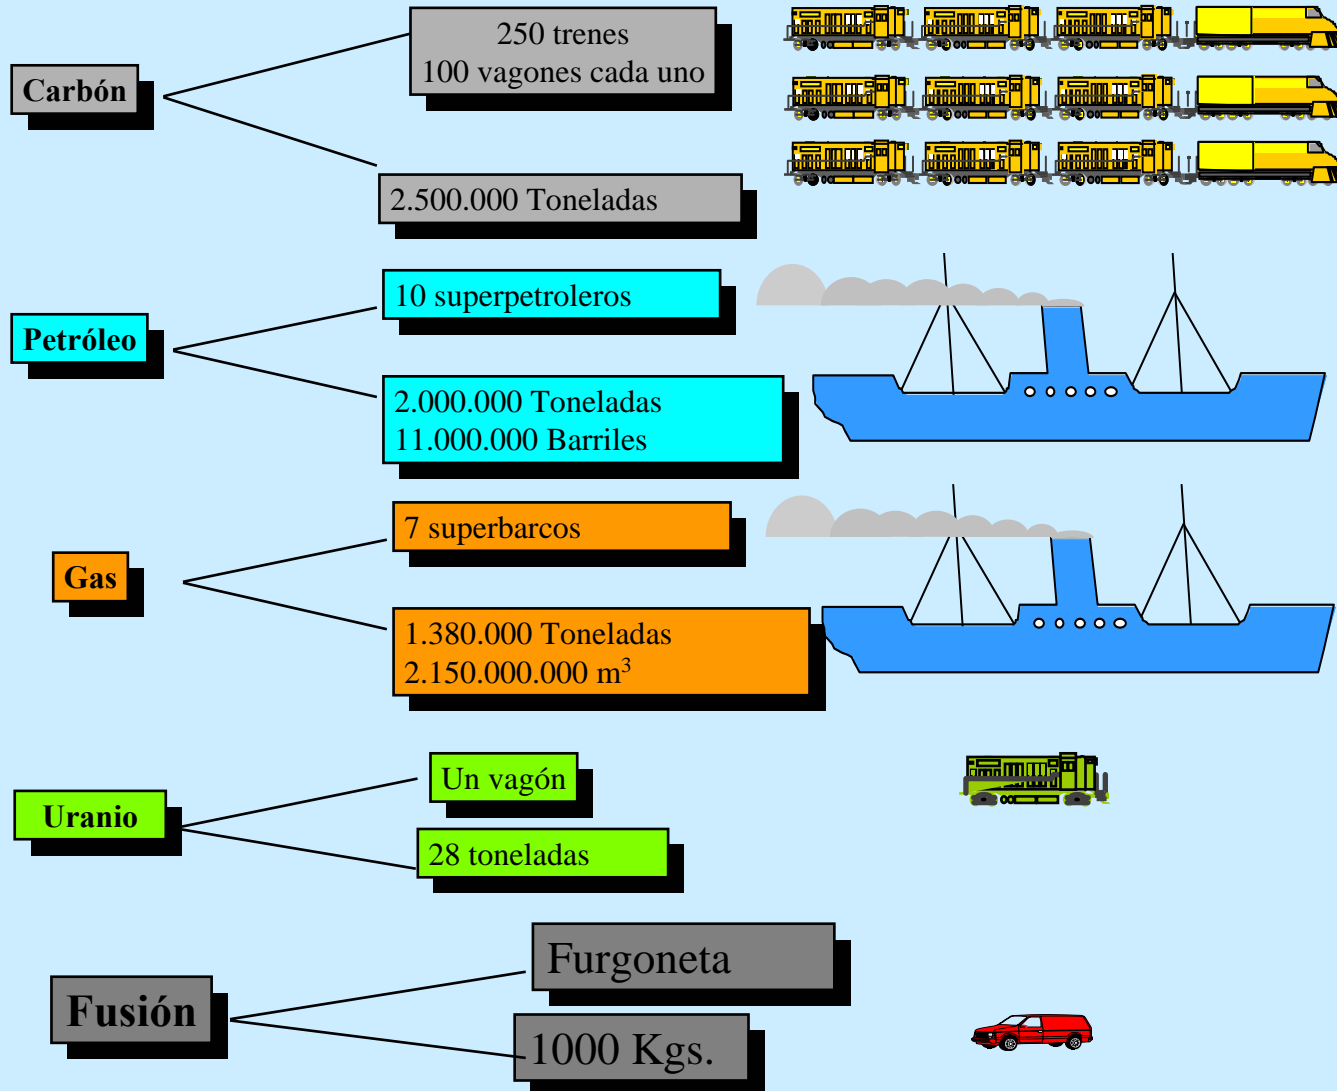 Carbón
250 trenes
100 vagones cada uno
2.500.000 Toneladas
Petróleo
10 superpetroleros
2.000.000 Toneladas
11.000.000 Barriles
Gas
7 superbarcos
1.380.000 Toneladas
2.150.000.000 m³
Uranio
Un vagón
28 toneladas
Fusión
Furgoneta
1000 Kgs.